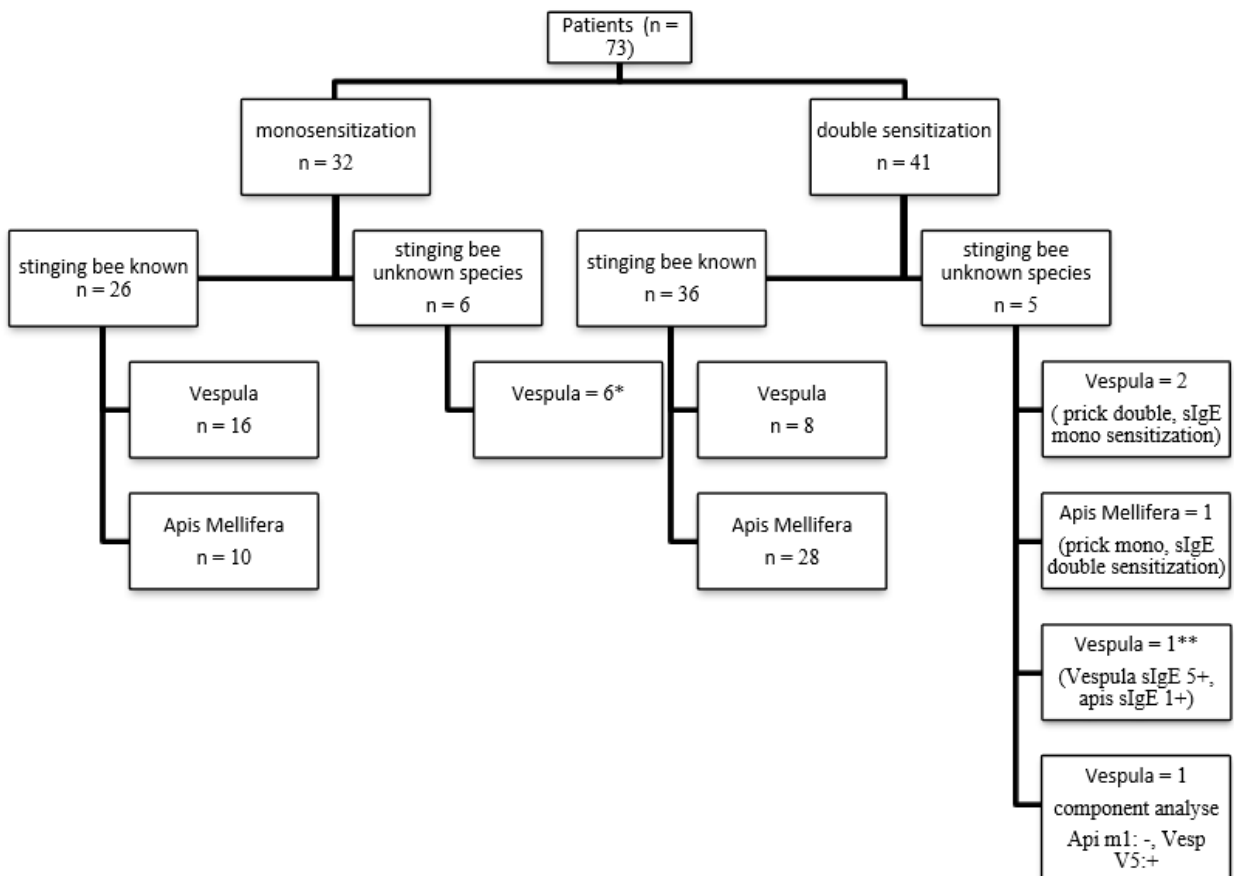 Patients (n =
73)
monosensitization
n = 32
double sensitization
n = 41
stinging bee known
n = 26
stinging bee
unknown species
n = 6
stinging bee known
n = 36
stinging bee
unknown species
n = 5
Vespula
n = 16
Apis Mellifera
n = 10
Vespula = 6*
Vespula
n = 8
Apis Mellifera
n = 28
Vespula = 2
( prick double, sIgE
mono sensitization)
Apis Mellifera = 1
(prick mono, sIgE
double sensitization)
Vespula = 1**
(Vespula sIgE 5+,
apis sIgE 1+)
Vespula = 1
component analyse
Api m1: -, Vesp
V5:+